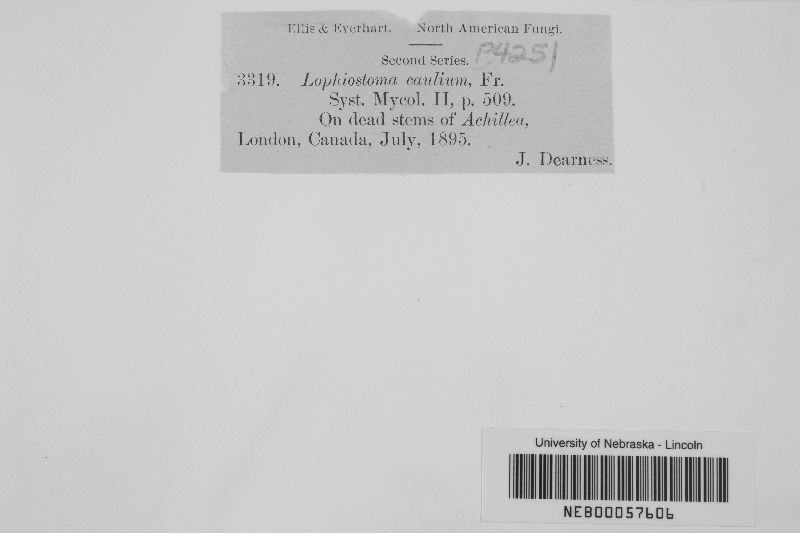 Ellis & Everhart. North American Fungi.
Second Series. P4251
3319. Lophiostoma caulium, Fr.
Syst. Mycol. II, p. 509.
On dead stems of Achillea,
London, Canada, July, 1895.
J. Dearness.
University of Nebraska - Lincoln
NEB00057606